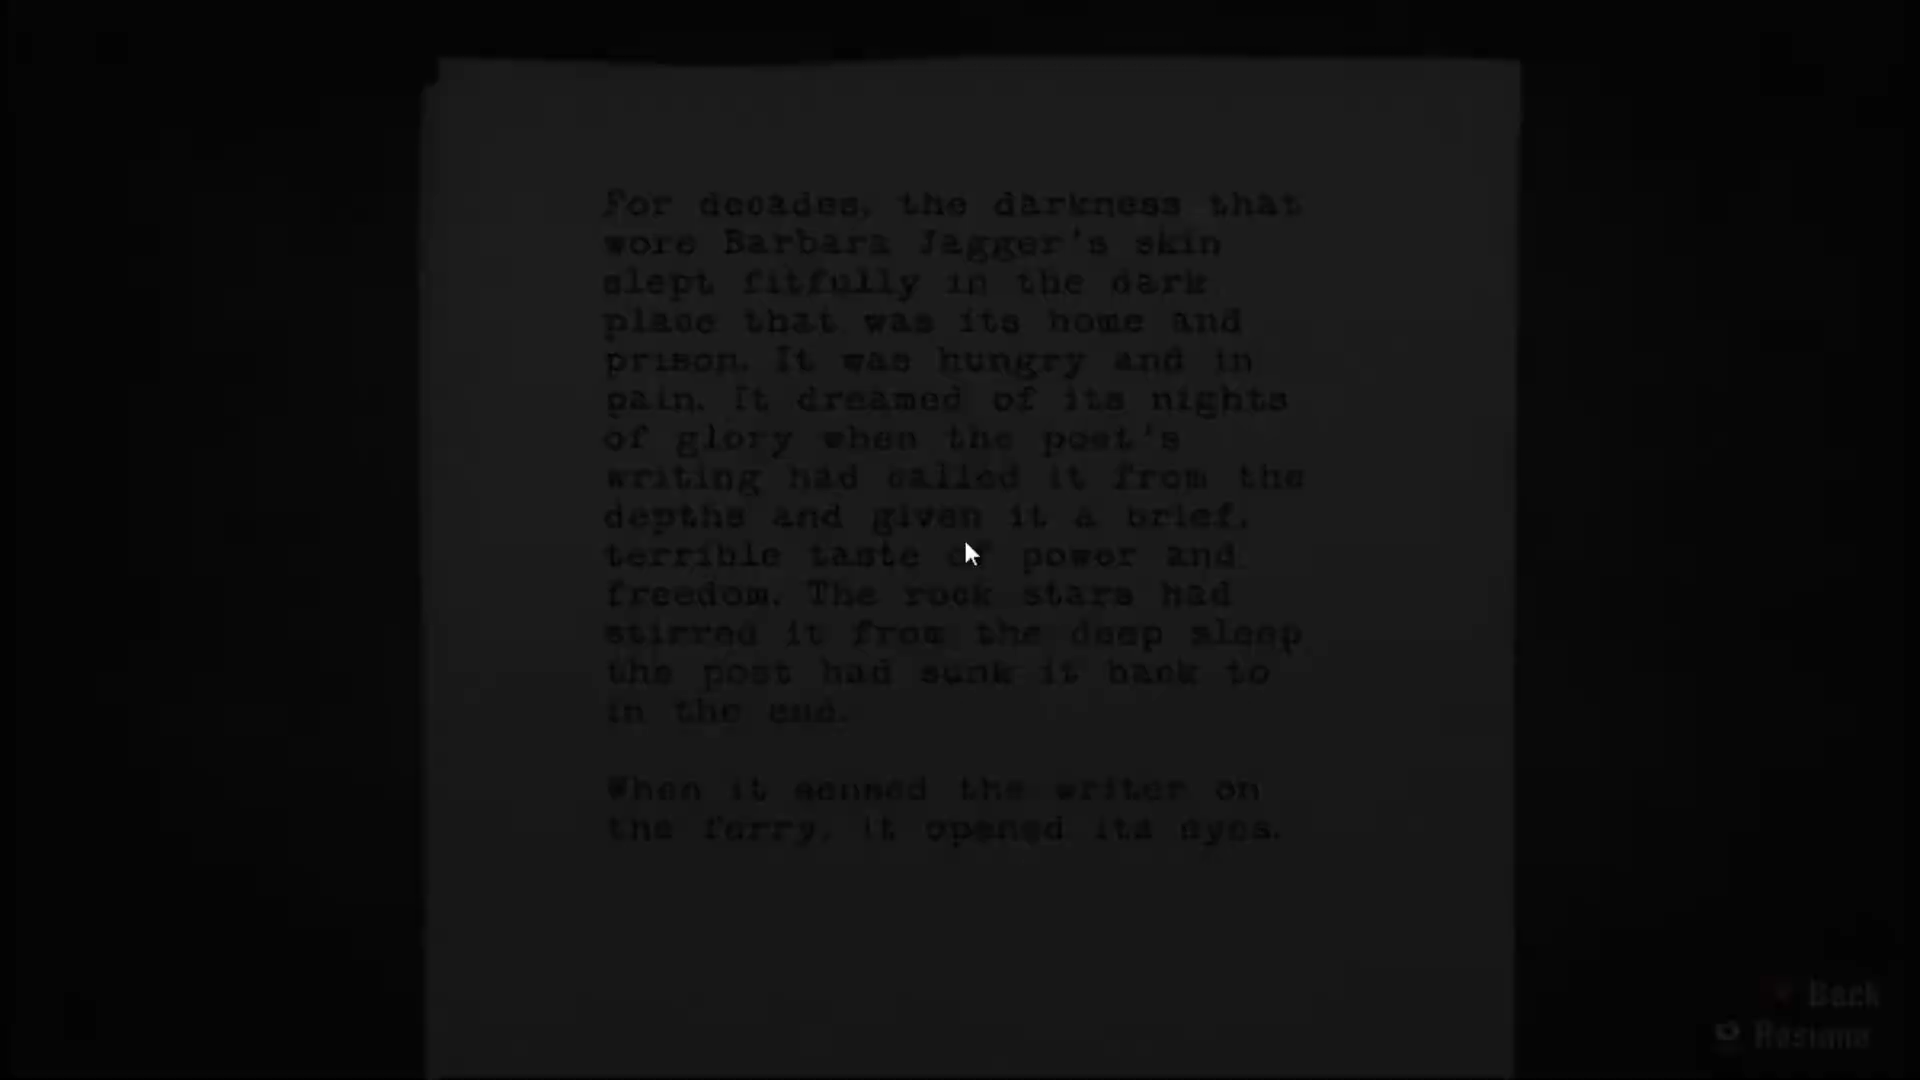 For decades, the darkness that
wore Barbara Jagger's skin
slept fitfully in the dark
place that was its home and
prison. It was hungry and in
pain. It dreamed of its nights
of glory when the poet's
writing had called it from the
depths and given it a brief,
terrible taste of power and
freedom. The rock stars had
stirred it from the deep sleep
the poet had sunk it back to
in the end.
When it sensed the writer on
the ferry, it opened its eyes.
Back
Resume